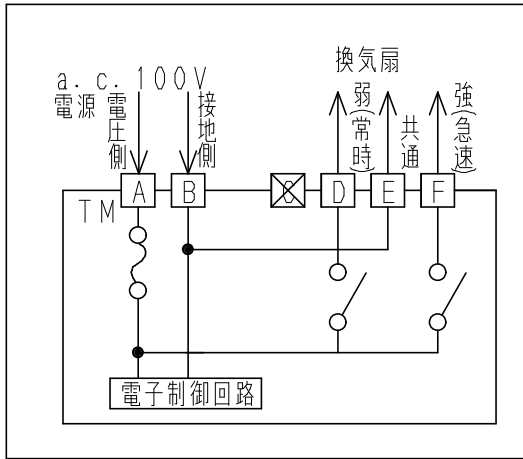 a.c.100V
電源
電圧側
接地側
換気扇
弱(常時)
共通
強(急速)
TM
A
B
C
D
E
F
電子制御回路